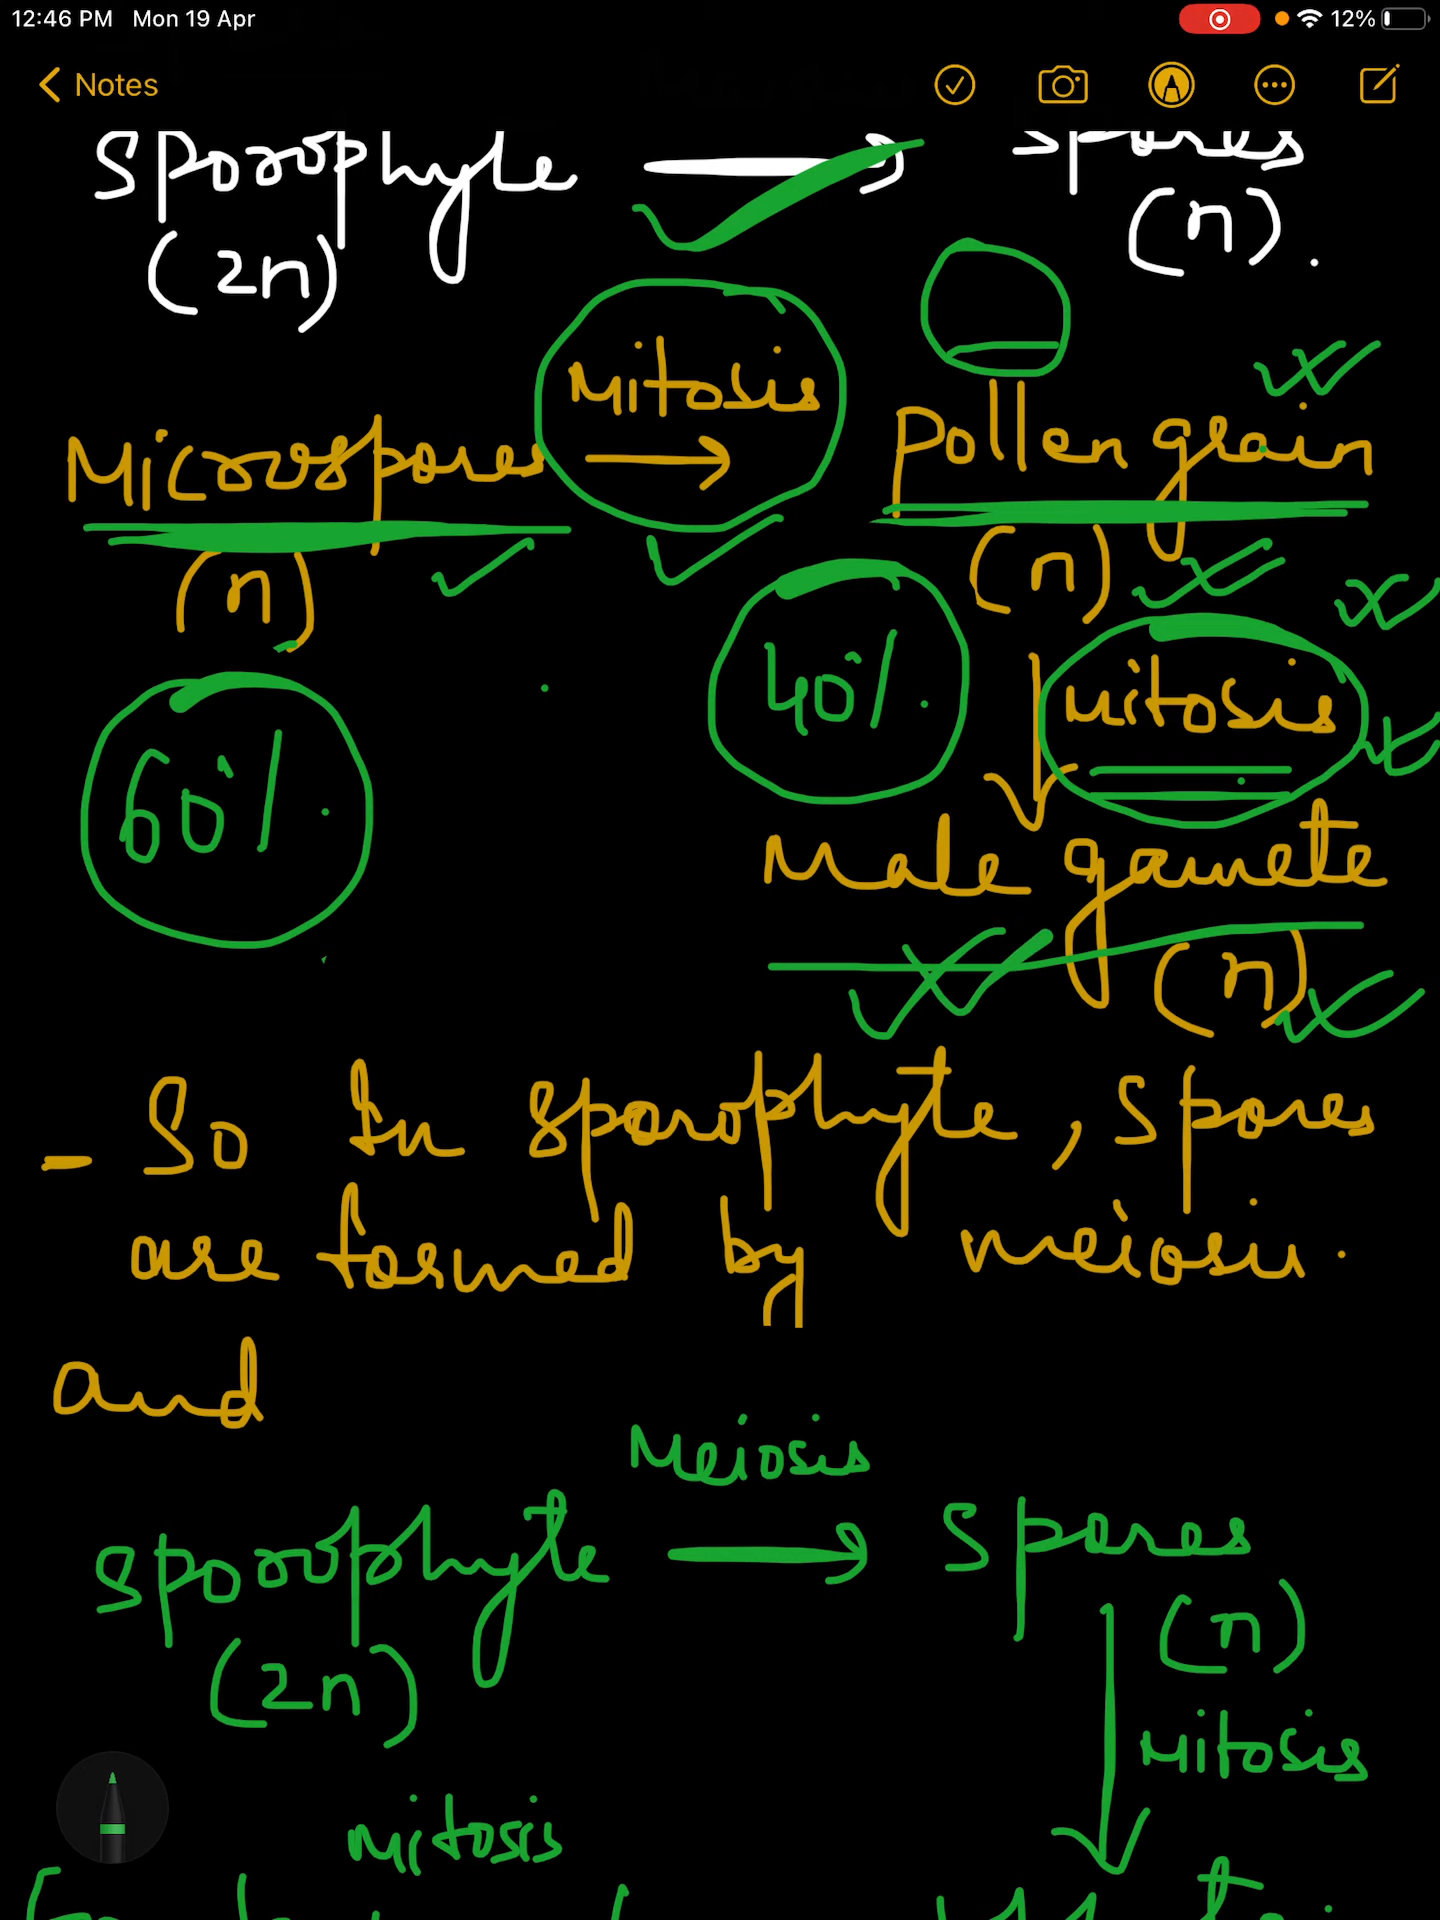 12:46 PM Mon 19 Apr 12%
Notes
Sporophyte → Spores
(2n) (n).
Mitosis
Microspores → Pollen grain
(n) (n)
60%. 40%. mitosis
Male gamete
(n)
- So In sporophyte, spores
are formed by meiosis.
and
Meiosis
Sporophyte → Spores
(2n) (n)
Mitosis
mitosis